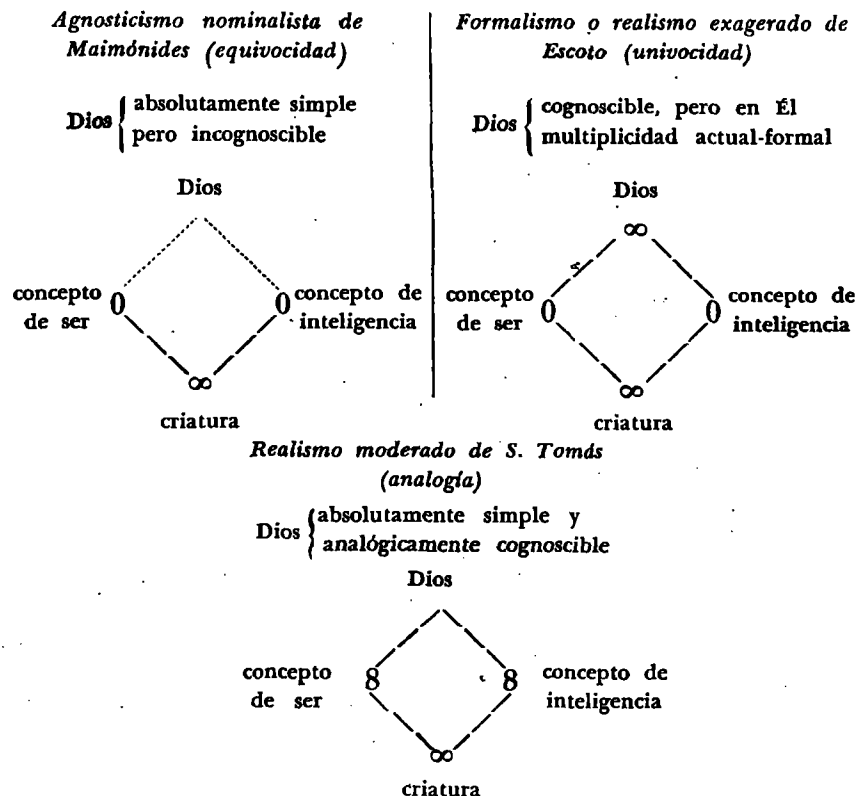 Agnosticismo nominalista de
Maimónides (equivocidad)
Dios { absolutamente simple
pero incognoscible
Dios
concepto
de ser
0
0
concepto de
inteligencia
∞
criatura
Formalismo o realismo exagerado de
Escoto (univocidad)
Dios { cognoscible, pero en Él
multiplicidad actual-formal
Dios
∞
concepto
de ser
0
0
concepto de
inteligencia
∞
criatura
Realismo moderado de S. Tomás
(analogía)
Dios { absolutamente simple y
analógicamente cognoscible
Dios
concepto
de ser
8
8
concepto de
inteligencia
∞
criatura